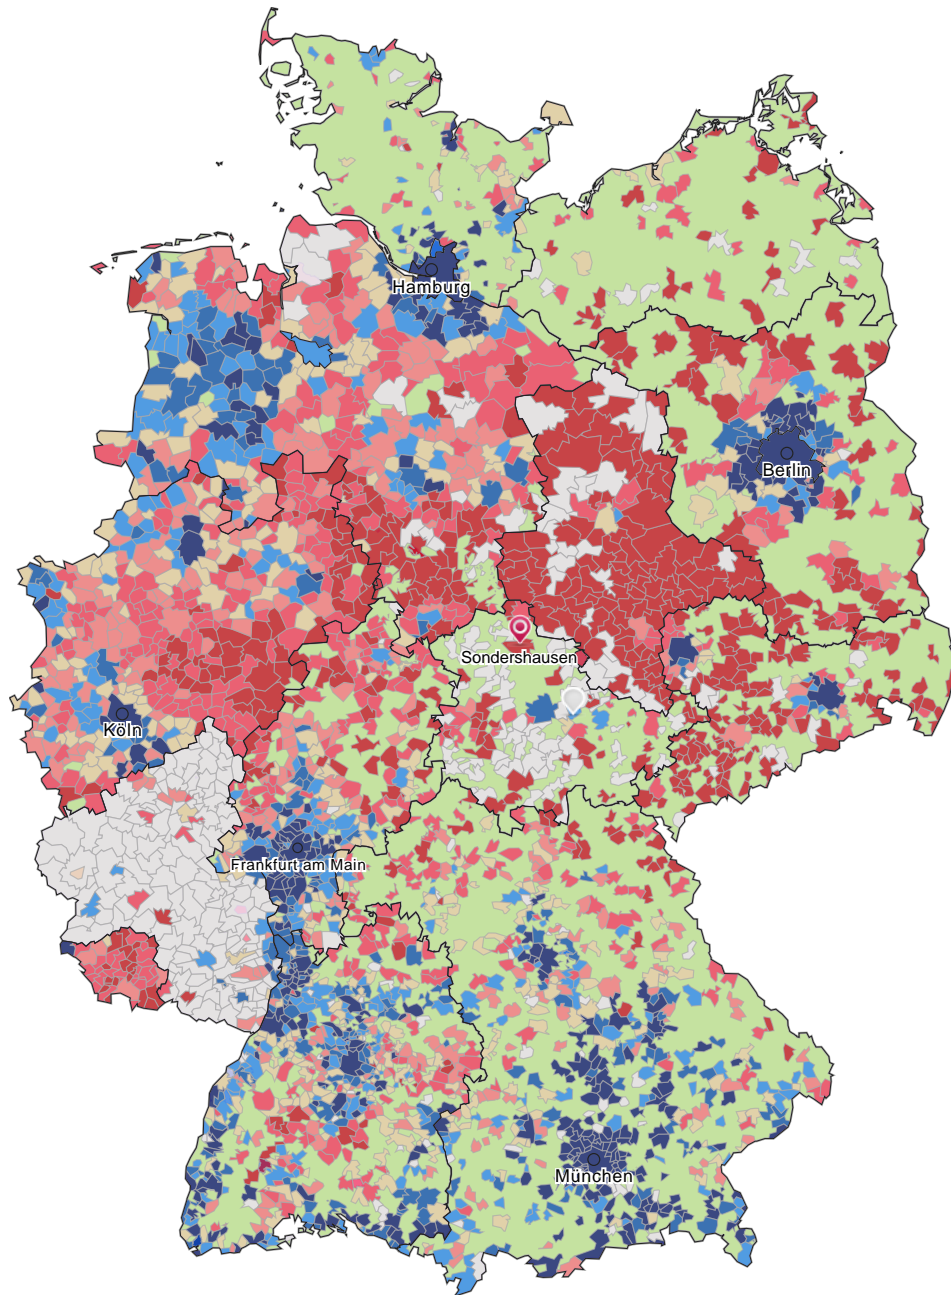 Hamburg
Berlin
Sondershausen
Köln
Frankfurt am Main
München